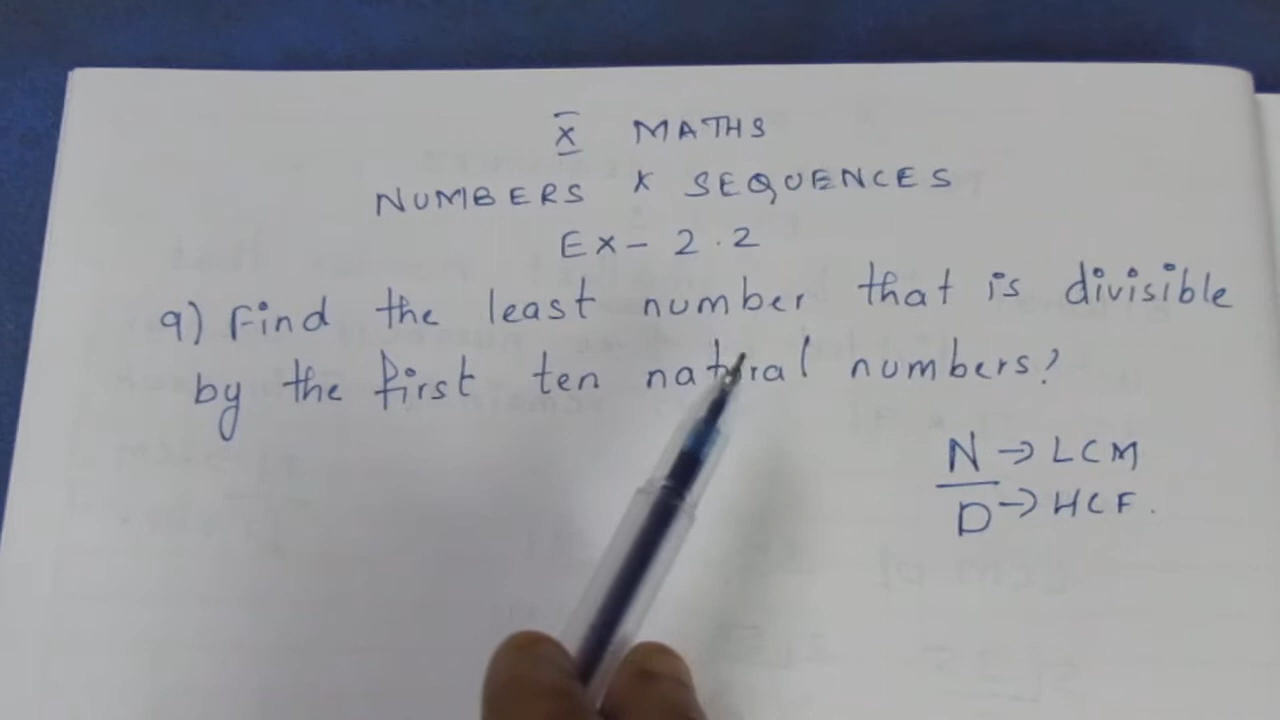 X MATHS
NUMBERS & SEQUENCES
Ex - 2.2
9) Find the least number that is divisible
by the first ten natural numbers?
N → LCM
D → HCF.